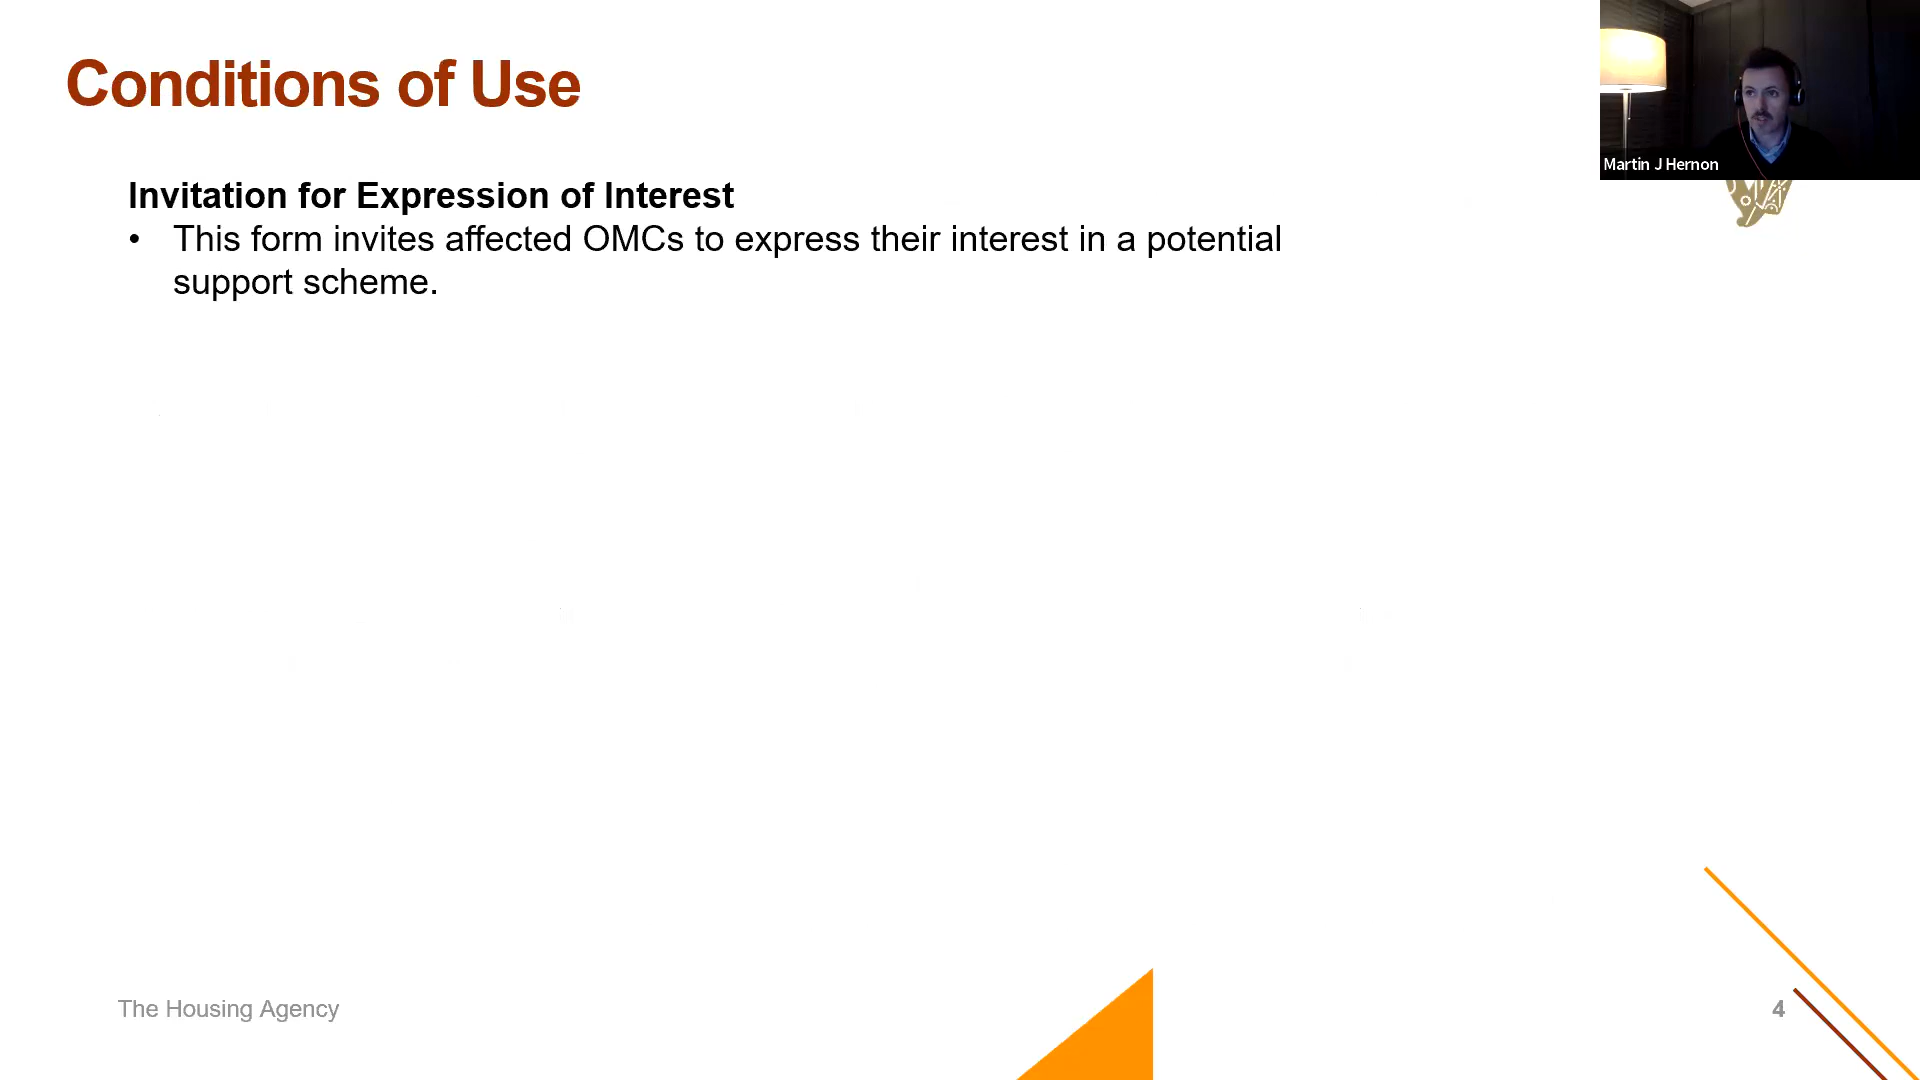 Conditions of Use
Martin J Hernon
Invitation for Expression of Interest
• This form invites affected OMCs to express their interest in a potential
support scheme.
The Housing Agency
4